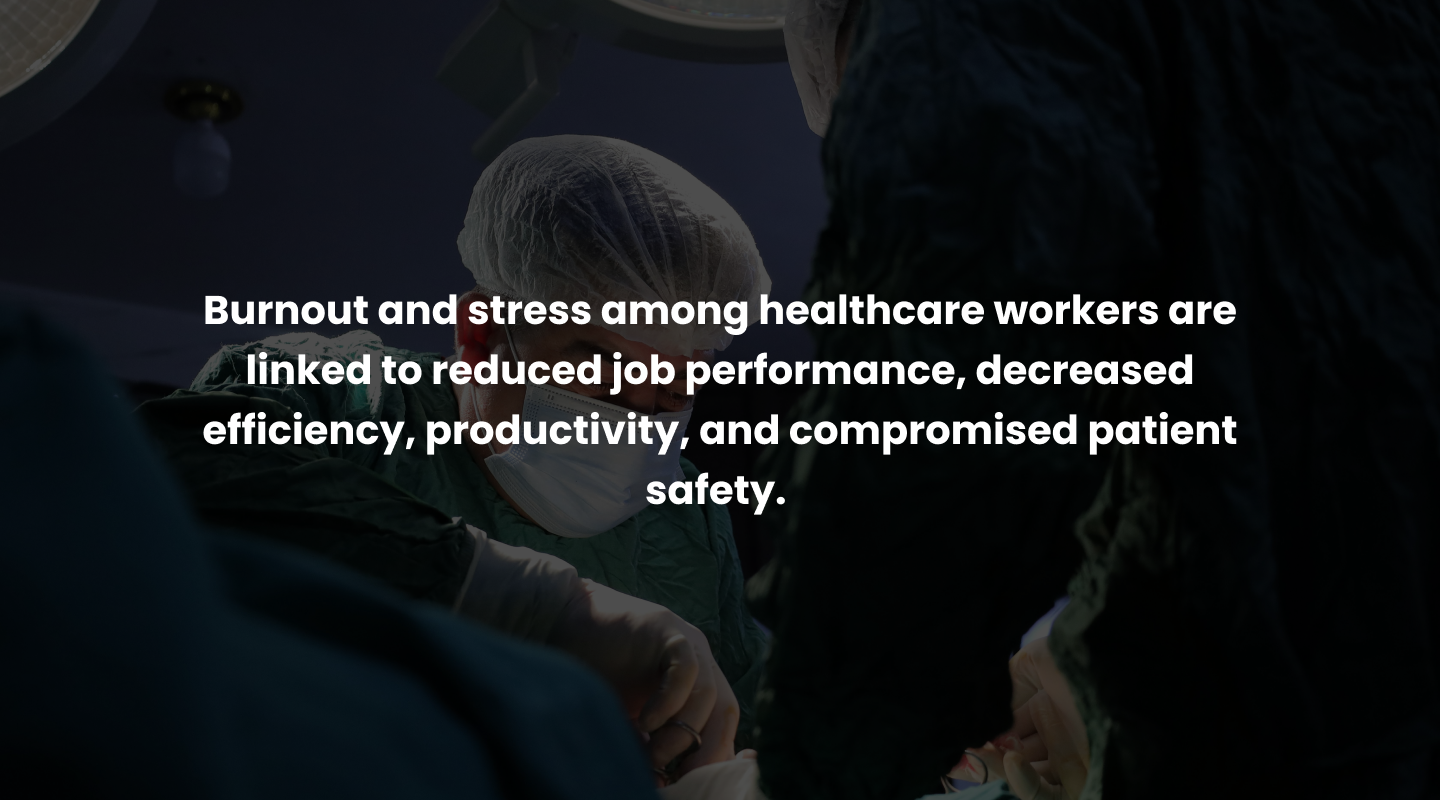 Burnout and stress among healthcare workers are
linked to reduced job performance, decreased
efficiency, productivity, and compromised patient
safety.